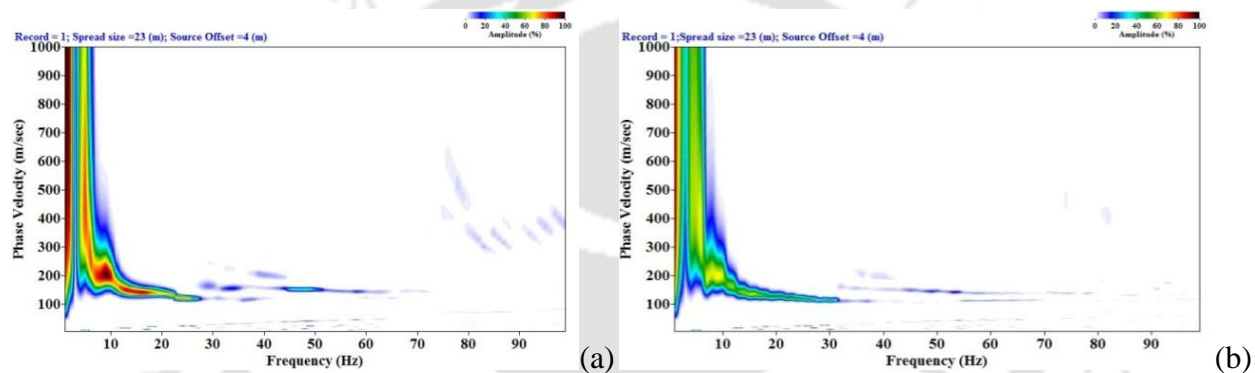 0 20 40 60 80 100
Amplitude (%)
Record = 1; Spread size =23 (m); Source Offset =4 (m)
1000
900
800
700
600
500
400
300
200
100
Phase Velocity (m/sec)
10 20 30 40 50 60 70 80 90
Frequency (Hz)
(a)
0 20 40 60 80 100
Amplitude (%)
Record = 1;Spread size =23 (m); Source Offset =4 (m)
1000
900
800
700
600
500
400
300
200
100
Phase Velocity (m/sec)
10 20 30 40 50 60 70 80 90
Frequency (Hz)
(b)